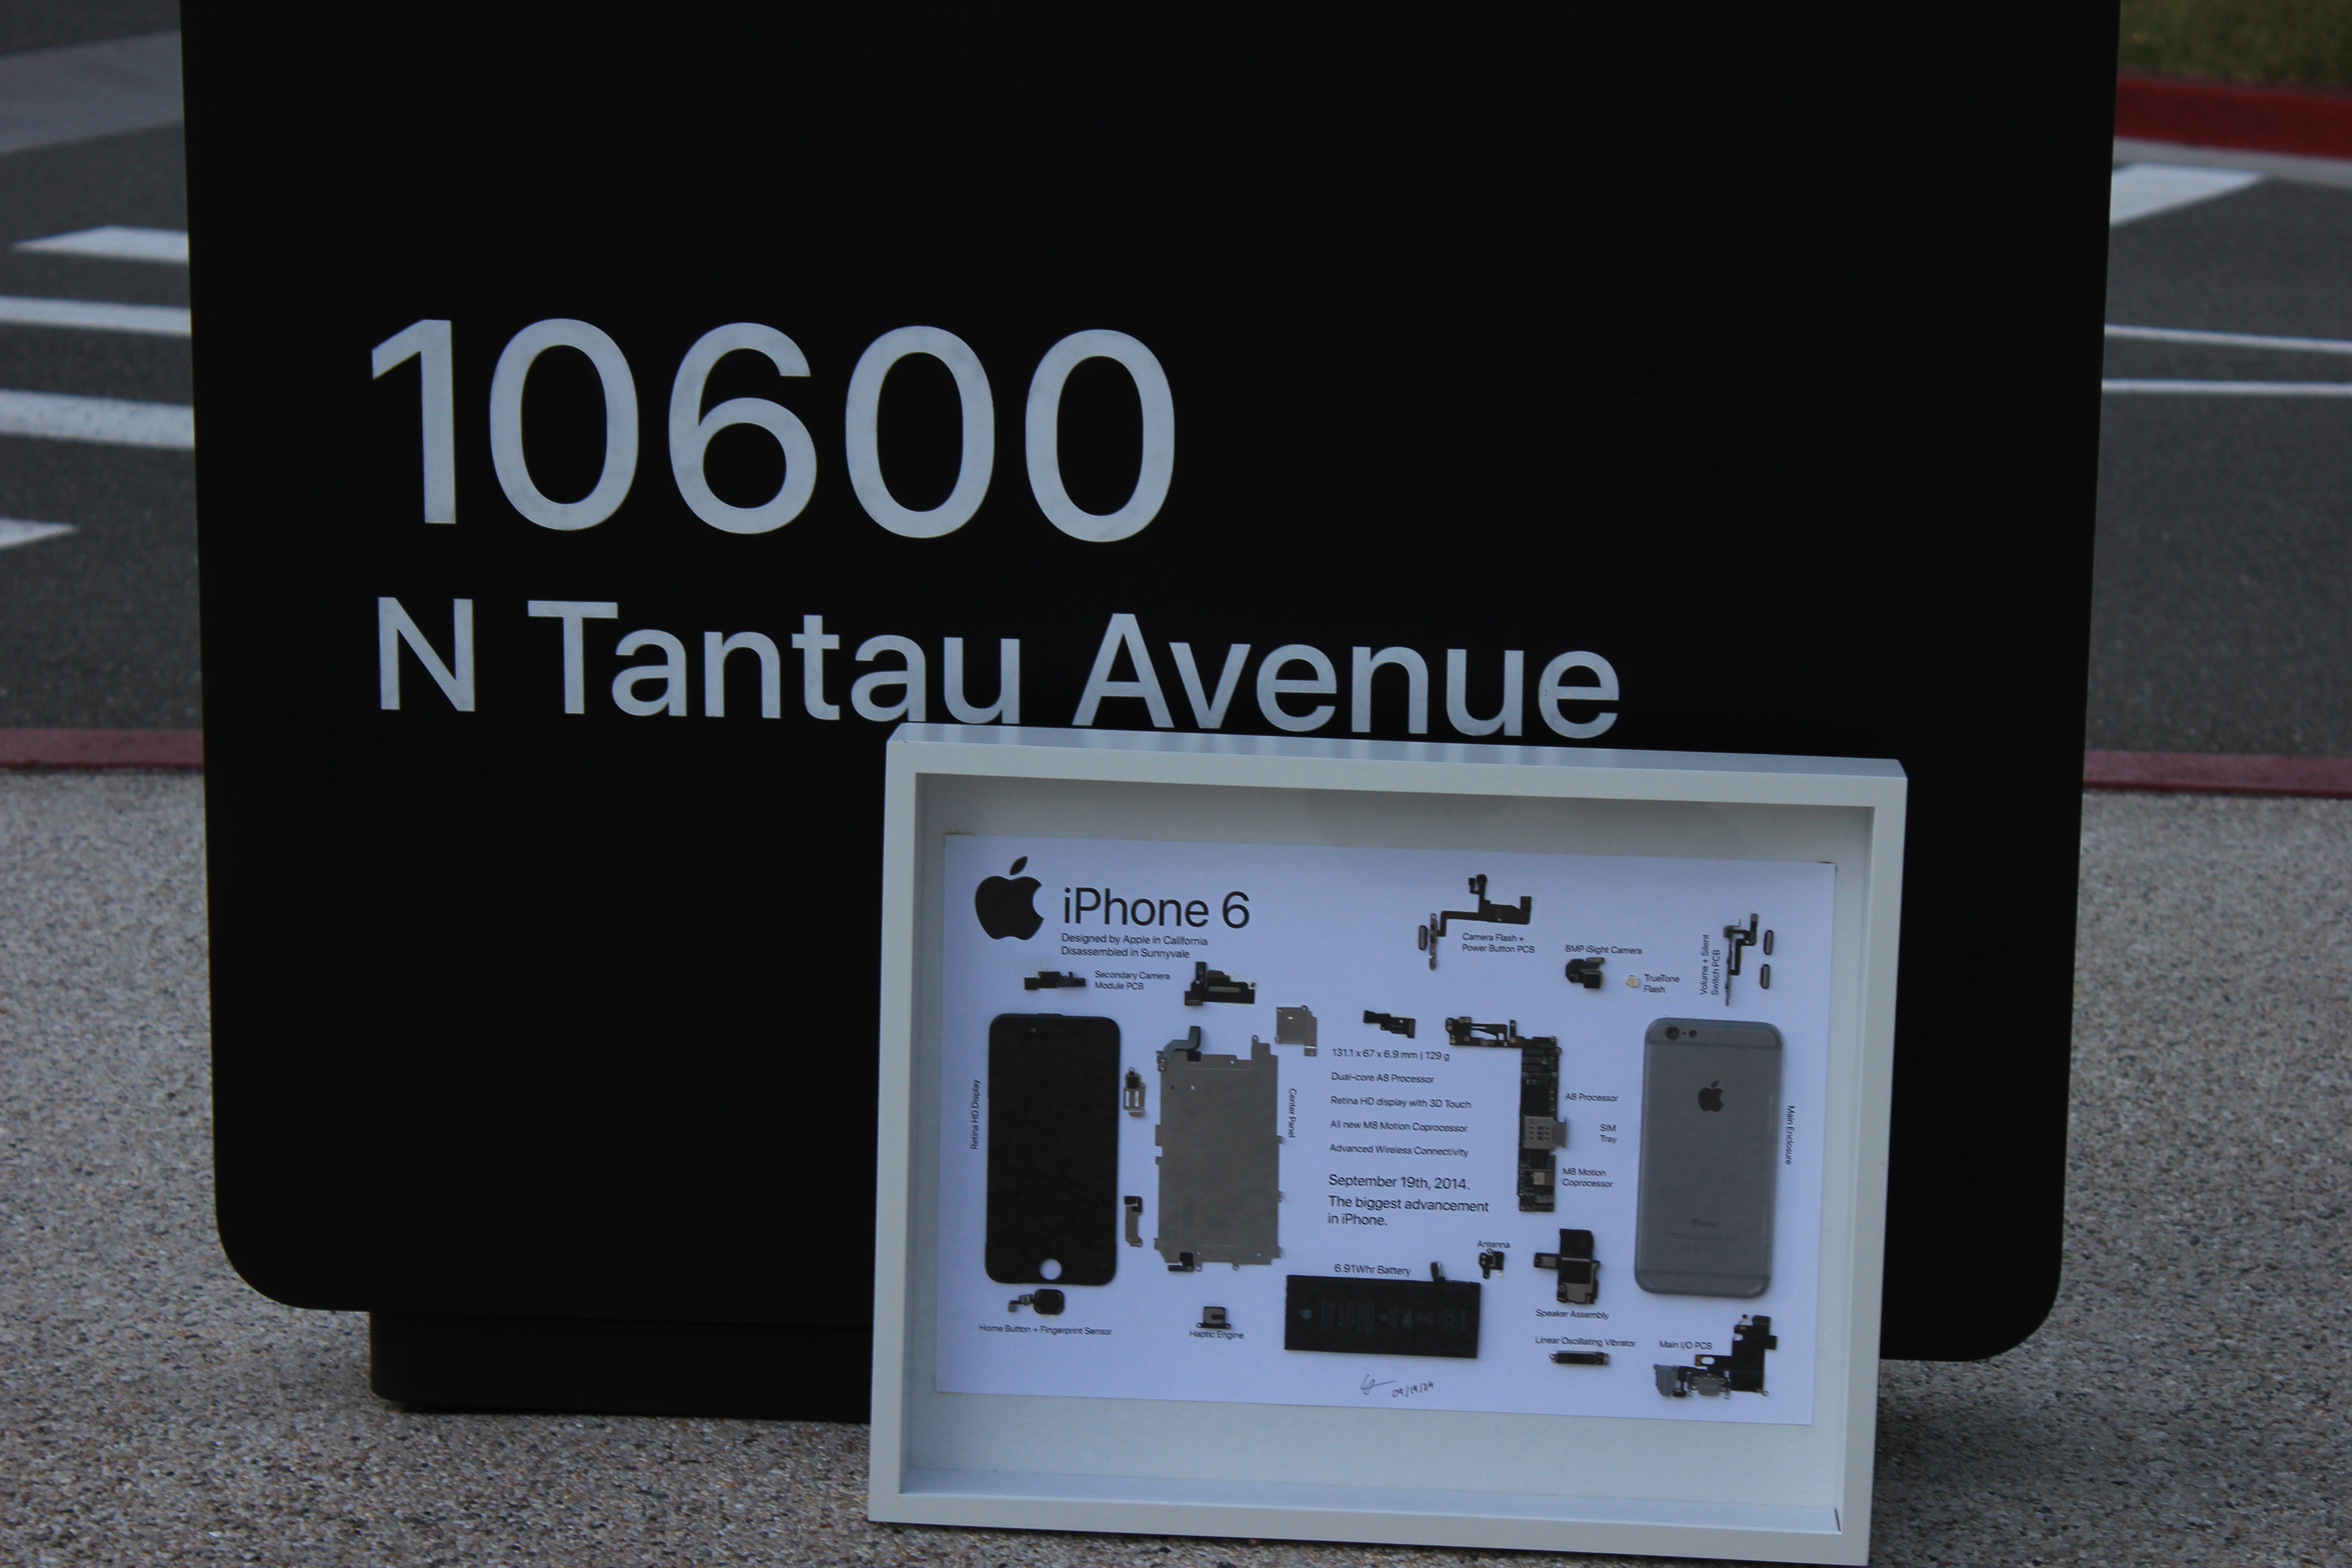 10600
N Tantau Avenue
iPhone 6
Designed by Apple in California
Disassembled in Sunnyvale
Secondary Camera
Module PCB
Camera Flash +
Power Button PCB
8MP iSight Camera
TrueTone
Flash
Volume + Silent
Switch PCB
Retina HD Display
Center Panel
131.1 x 67 x 6.9 mm | 129 g
Dual-core A8 Processor
Retina HD display with 3D Touch
All new M8 Motion Coprocessor
Advanced Wireless Connectivity
September 19th, 2014.
The biggest advancement
in iPhone.
A8 Processor
SIM
Tray
M8 Motion
Coprocessor
Main Enclosure
iPhone
Antenna
6.91Whr Battery
Speaker Assembly
Home Button + Fingerprint Sensor
Haptic Engine
Linear Oscillating Vibrator
Main I/O PCB